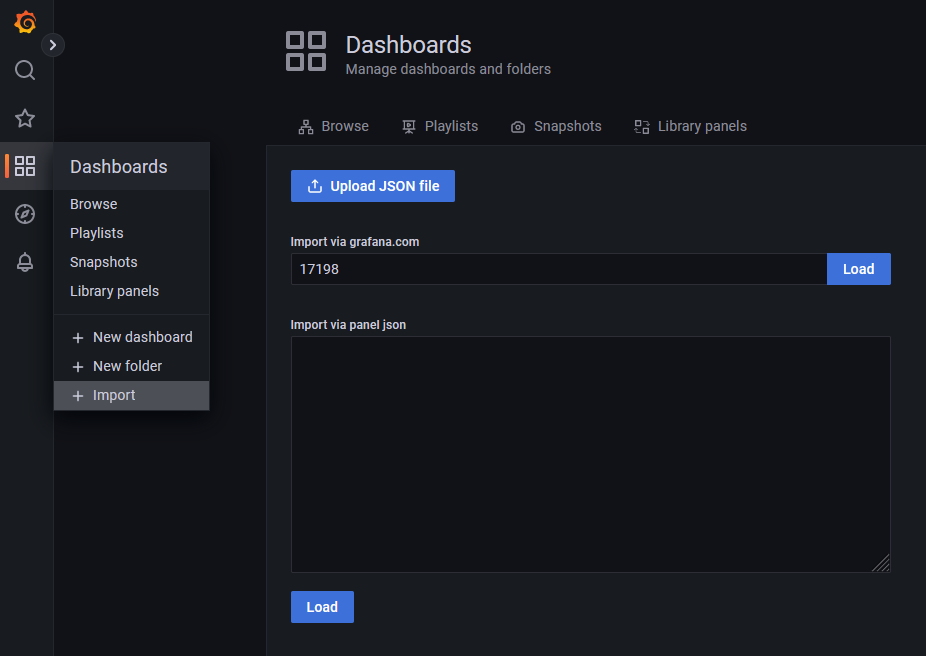 Dashboards
Manage dashboards and folders
Browse
Playlists
Snapshots
Library panels
Dashboards
Browse
Playlists
Snapshots
Library panels
+ New dashboard
+ New folder
+ Import
Upload JSON file
Import via grafana.com
17198
Load
Import via panel json
Load